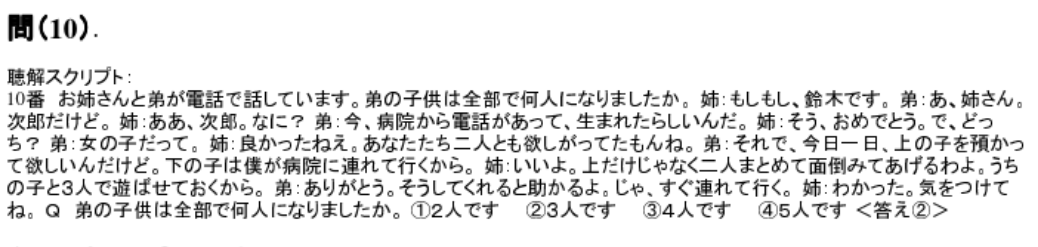 問(10).
聴解スクリプト：
10番　お姉さんと弟が電話で話しています。弟の子供は全部で何人になりましたか。姉：もしもし、鈴木です。弟：あ、姉さん。
次郎だけど。姉：ああ、次郎。なに？ 弟：今、病院から電話があって、生まれたらしいんだ。姉：そう、おめでとう。で、どっ
ち？ 弟：女の子だって。姉：良かったねえ。あなたたち二人とも欲しがってたもんね。弟：それで、今日一日、上の子を預かっ
て欲しいんだけど。下の子は僕が病院に連れて行くから。姉：いいよ。上だけじゃなく二人まとめて面倒みてあげるわよ。うち
の子と３人で遊ばせておくから。弟：ありがとう。そうしてくれると助かるよ。じゃ、すぐ連れて行く。姉：わかった。気をつけて
ね。Ｑ　弟の子供は全部で何人になりましたか。①２人です　②３人です　③４人です　④５人です ＜答え②＞